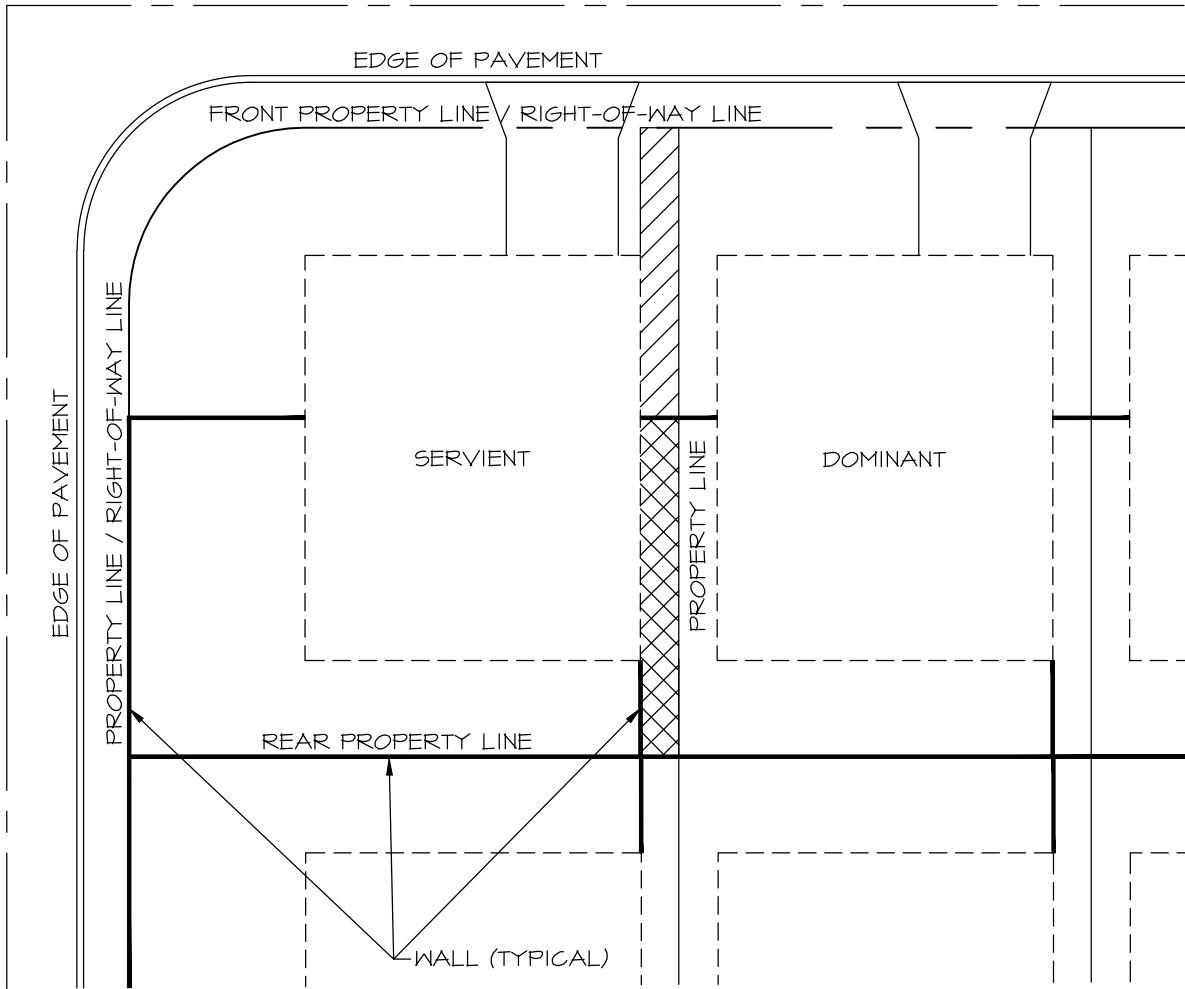 EDGE OF PAVEMENT
FRONT PROPERTY LINE / RIGHT-OF-WAY LINE
PROPERTY LINE / RIGHT-OF-WAY LINE
EDGE OF PAVEMENT
SERVIENT
PROPERTY LINE
DOMINANT
REAR PROPERTY LINE
WALL (TYPICAL)